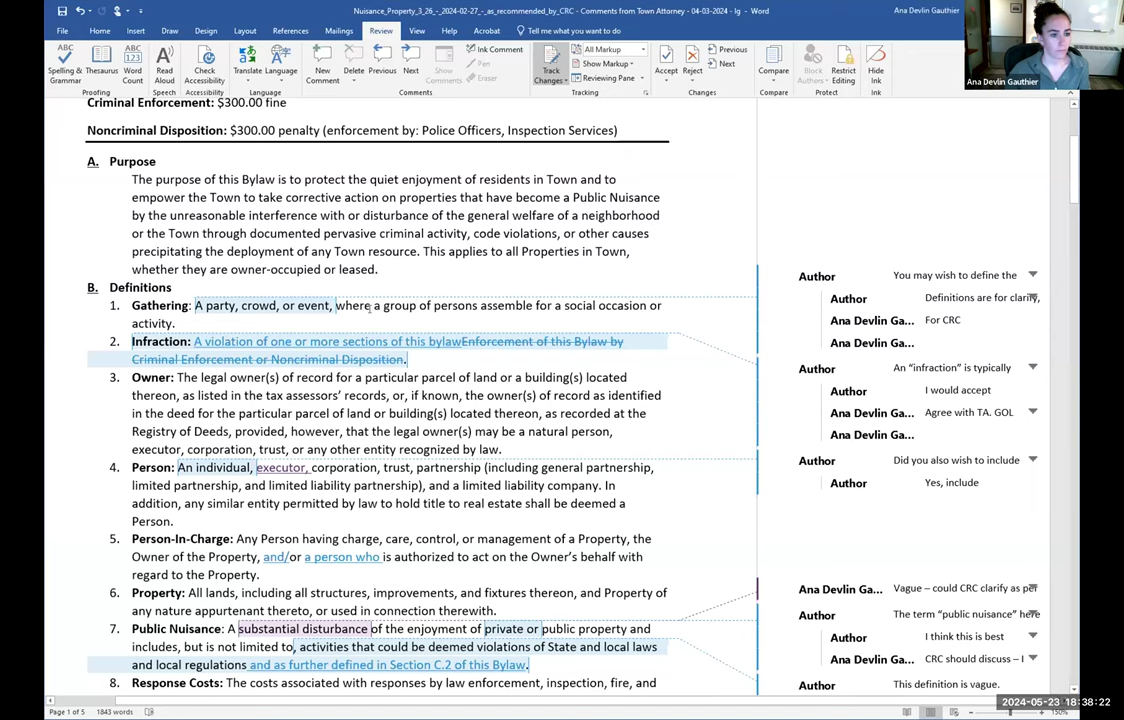 Nuisance_Property_3_26_-_2024-02-27_-_as_recommended_by_CRC - Comments from Town Attorney - 04-03-2024 - lg - Word
Ana Devlin Gauthier
File Home Insert Draw Design Layout References Mailings Review View Help Acrobat Tell me what you want to do
Spelling & Grammar
Thesaurus
Word Count
Read Aloud
Check Accessibility
Translate
Language
New Comment
Delete
Previous
Next
Show Comments
Ink Comment
Pen
Eraser
Track Changes
All Markup
Show Markup
Reviewing Pane
Accept
Reject
Previous
Next
Compare
Block Authors
Restrict Editing
Hide Ink
Proofing Speech Accessibility Language Comments Tracking Changes Compare Protect Ink
Ana Devlin Gauthier
Criminal Enforcement: $300.00 fine
Noncriminal Disposition: $300.00 penalty (enforcement by: Police Officers, Inspection Services)
A. Purpose
The purpose of this Bylaw is to protect the quiet enjoyment of residents in Town and to
empower the Town to take corrective action on properties that have become a Public Nuisance
by the unreasonable interference with or disturbance of the general welfare of a neighborhood
or the Town through documented pervasive criminal activity, code violations, or other causes
precipitating the deployment of any Town resource. This applies to all Properties in Town,
whether they are owner-occupied or leased.
B. Definitions
1. Gathering: A party, crowd, or event, where a group of persons assemble for a social occasion or
activity.
2. Infraction: A violation of one or more sections of this bylawEnforcement of this Bylaw by
Criminal Enforcement or Noncriminal Disposition.
3. Owner: The legal owner(s) of record for a particular parcel of land or a building(s) located
thereon, as listed in the tax assessors' records, or, if known, the owner(s) of record as identified
in the deed for the particular parcel of land or building(s) located thereon, as recorded at the
Registry of Deeds, provided, however, that the legal owner(s) may be a natural person,
executor, corporation, trust, or any other entity recognized by law.
4. Person: An individual, executor, corporation, trust, partnership (including general partnership,
limited partnership, and limited liability partnership), and a limited liability company. In
addition, any similar entity permitted by law to hold title to real estate shall be deemed a
Person.
5. Person-In-Charge: Any Person having charge, care, control, or management of a Property, the
Owner of the Property, and/or a person who is authorized to act on the Owner's behalf with
regard to the Property.
6. Property: All lands, including all structures, improvements, and fixtures thereon, and Property of
any nature appurtenant thereto, or used in connection therewith.
7. Public Nuisance: A substantial disturbance of the enjoyment of private or public property and
includes, but is not limited to, activities that could be deemed violations of State and local laws
and local regulations and as further defined in Section C.2 of this Bylaw.
8. Response Costs: The costs associated with responses by law enforcement, inspection, fire, and
Author You may wish to define the
Author Definitions are for clarity,
Ana Devlin Ga... For CRC
Ana Devlin Ga...
Author An "infraction" is typically
Author I would accept
Ana Devlin Ga... Agree with TA. GOL
Ana Devlin Ga...
Author Did you also wish to include
Author Yes, include
Ana Devlin Ga... Vague – could CRC clarify as per
Author The term "public nuisance" here
Author I think this is best
Ana Devlin Ga... CRC should discuss – I
Author This definition is vague.
Page 1 of 5 1843 words
150%
2024-05-23 18:38:22